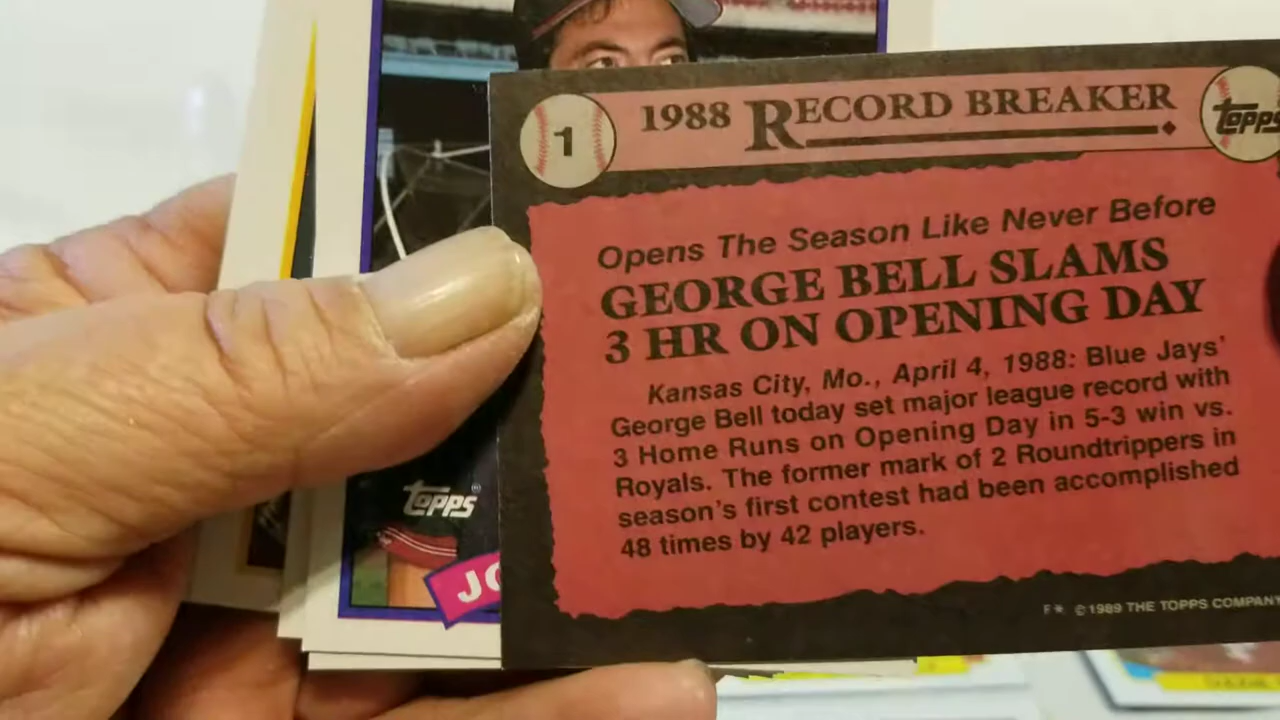 1
1988 RECORD BREAKER
Topps
Opens The Season Like Never Before
GEORGE BELL SLAMS
3 HR ON OPENING DAY
Kansas City, Mo., April 4, 1988: Blue Jays'
George Bell today set major league record with
3 Home Runs on Opening Day in 5-3 win vs.
Royals. The former mark of 2 Roundtrippers in
season's first contest had been accomplished
48 times by 42 players.
F* ©1989 THE TOPPS COMPANY
Topps®
JO